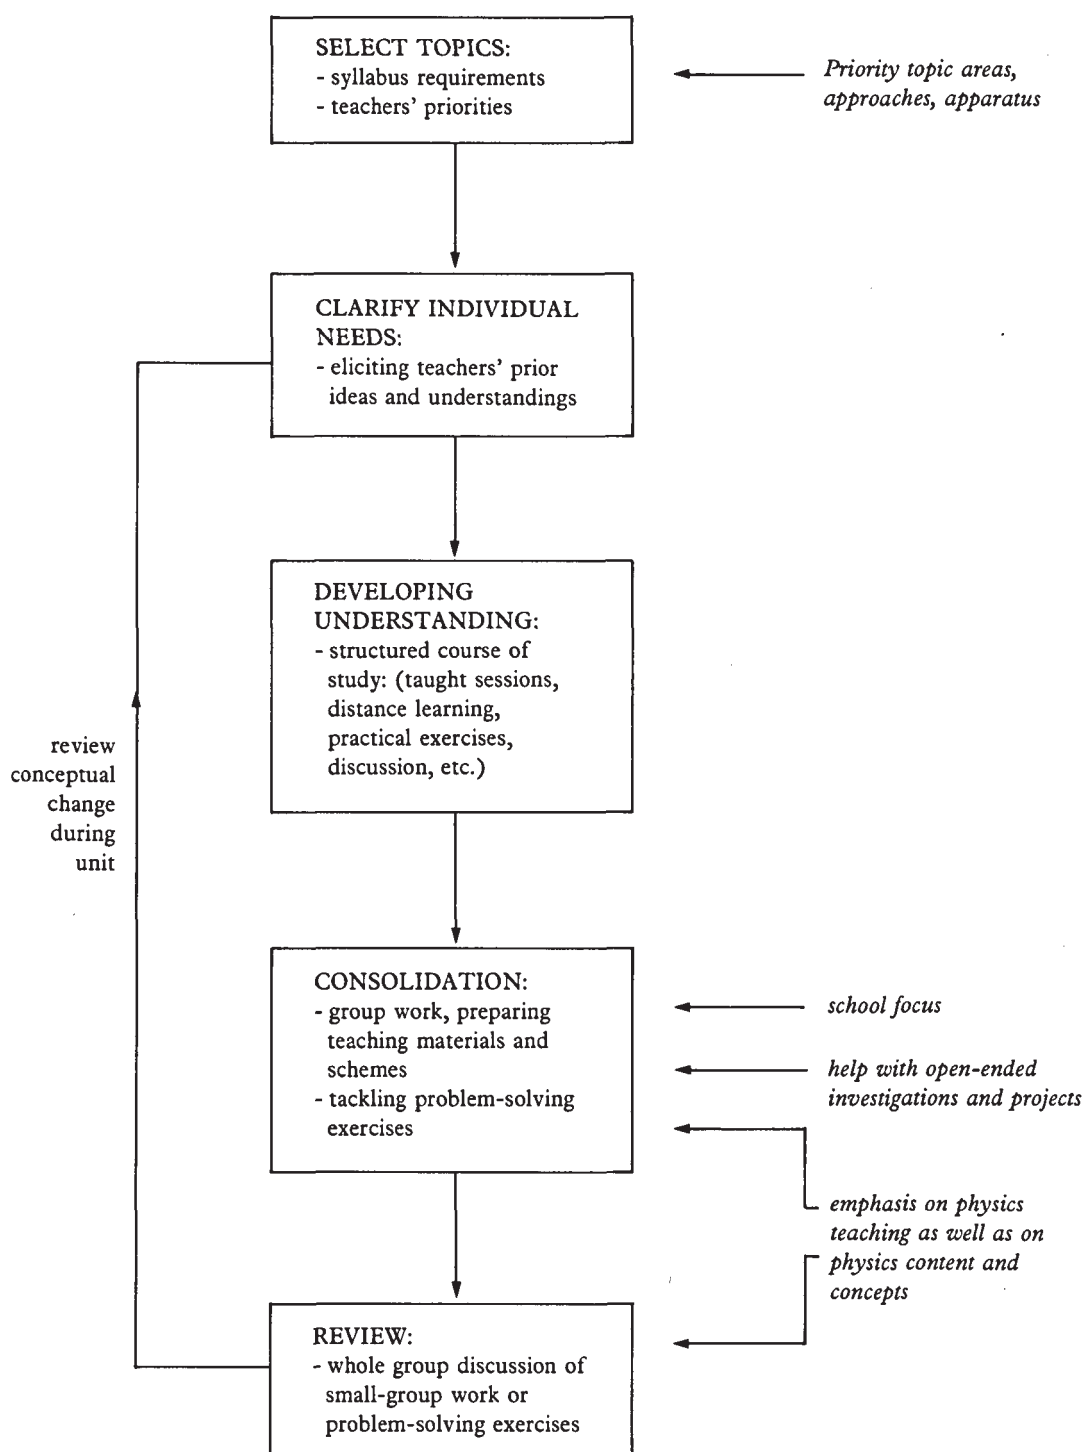 SELECT TOPICS:
- syllabus requirements
- teachers' priorities
Priority topic areas,
approaches, apparatus
CLARIFY INDIVIDUAL
NEEDS:
- eliciting teachers' prior
ideas and understandings
DEVELOPING
UNDERSTANDING:
- structured course of
study: (taught sessions,
distance learning,
practical exercises,
discussion, etc.)
review
conceptual
change
during
unit
CONSOLIDATION:
- group work, preparing
teaching materials and
schemes
- tackling problem-solving
exercises
school focus
help with open-ended
investigations and projects
emphasis on physics
teaching as well as on
physics content and
concepts
REVIEW:
- whole group discussion of
small-group work or
problem-solving exercises